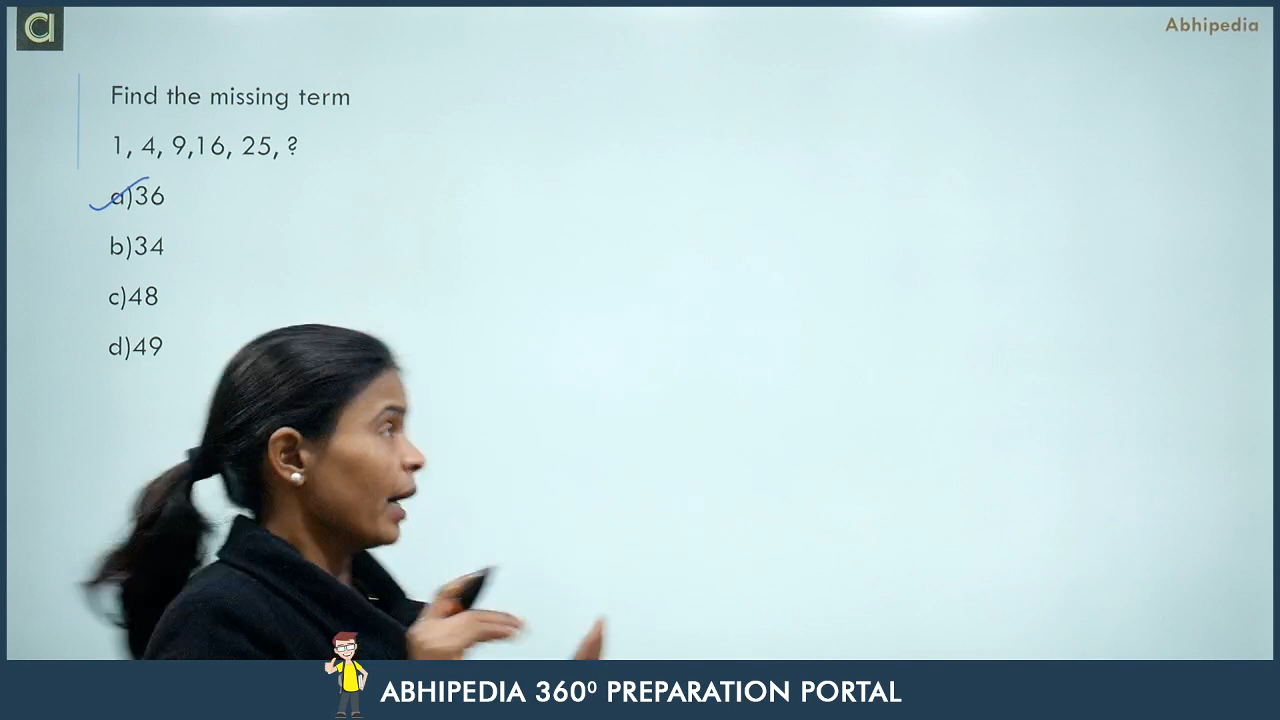 a
Abhipedia
Find the missing term
1, 4, 9,16, 25, ?
a)36
b)34
c)48
d)49
ABHIPEDIA 360⁰ PREPARATION PORTAL